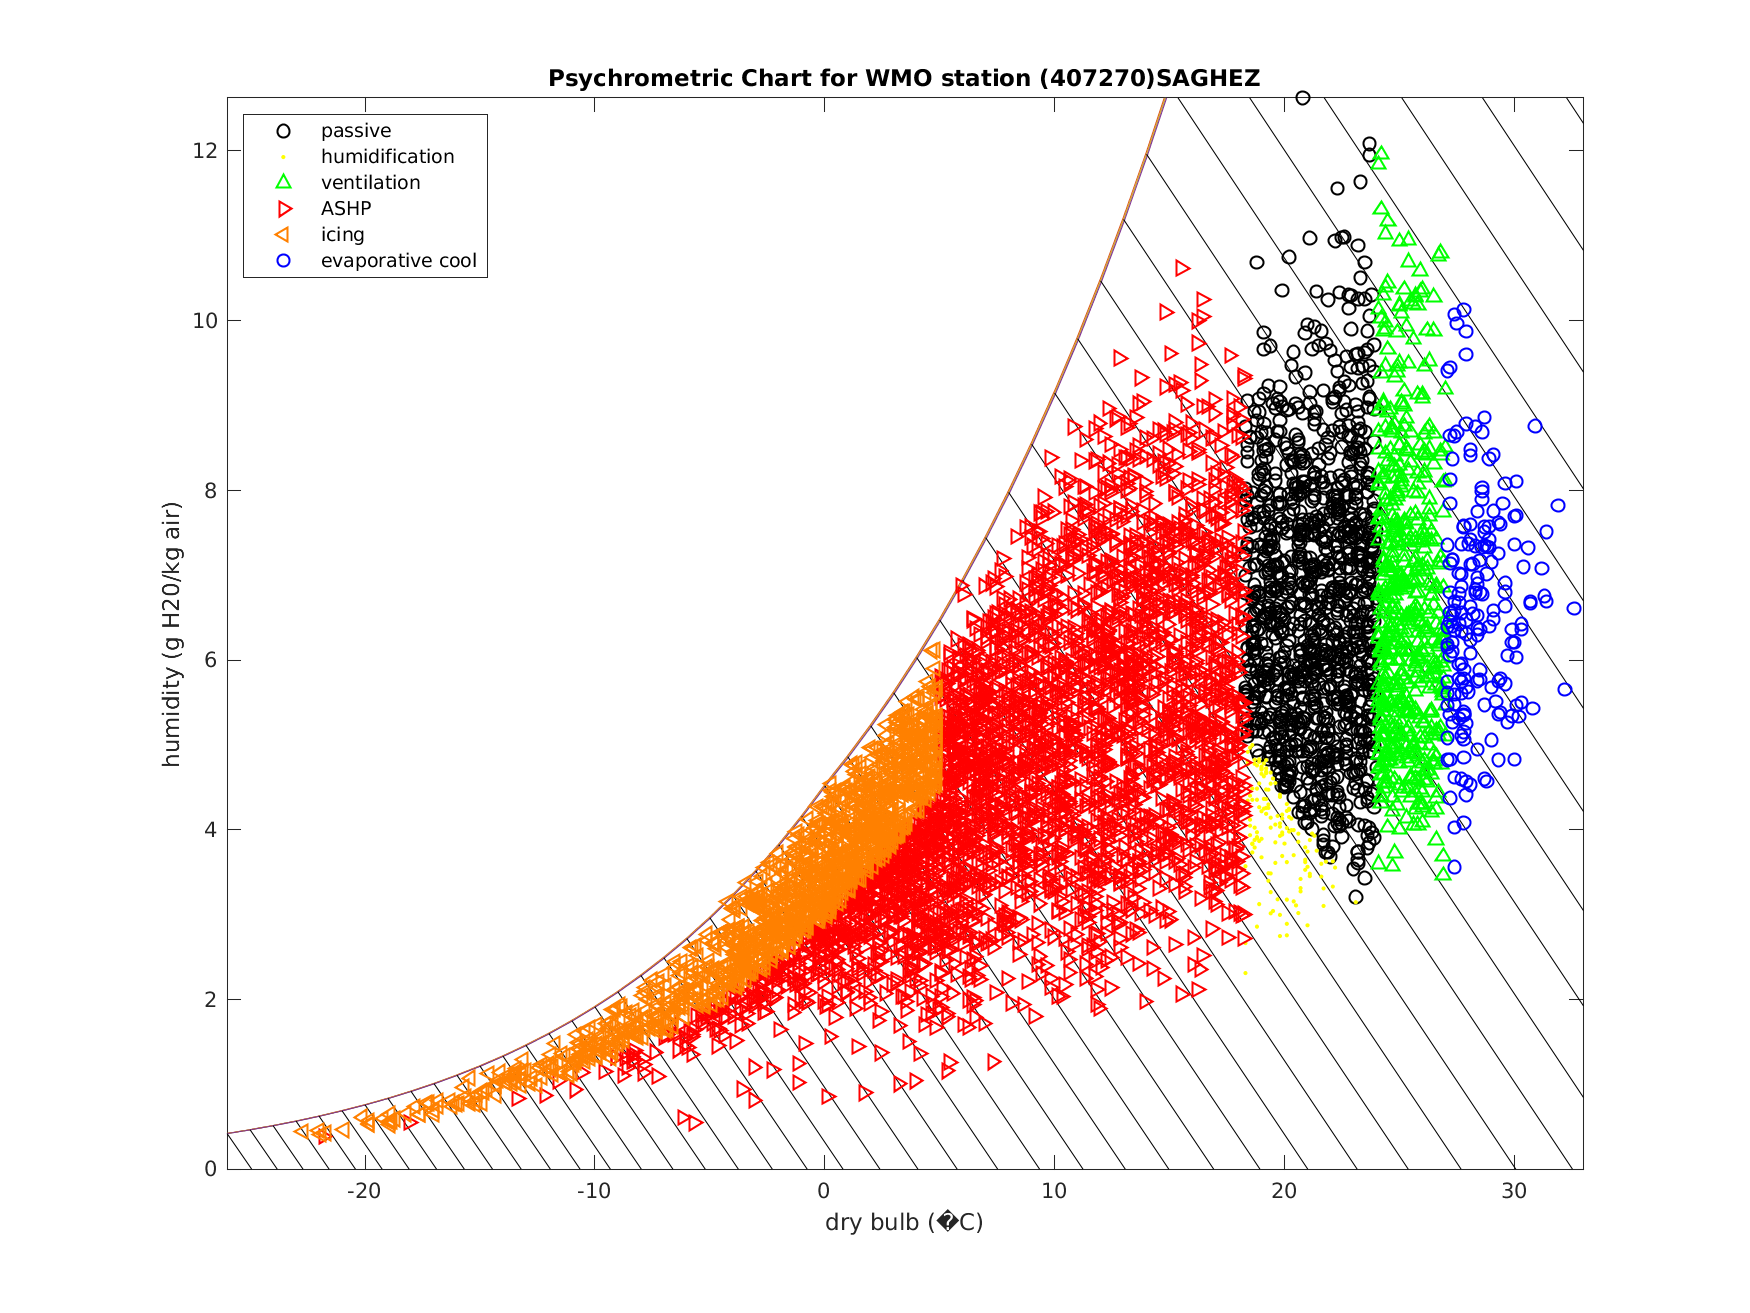 Psychrometric Chart for WMO station (407270)SAGHEZ
passive
humidification
ventilation
ASHP
icing
evaporative cool
humidity (g H20/kg air)
12
10
8
6
4
2
0
-20 -10 0 10 20 30
dry bulb (�C)